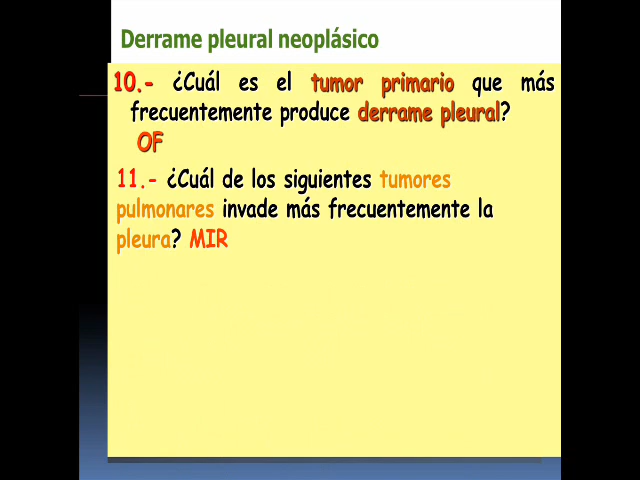 Derrame pleural neoplásico
10.- ¿Cuál es el tumor primario que más
frecuentemente produce derrame pleural?
OF
11.- ¿Cuál de los siguientes tumores
pulmonares invade más frecuentemente la
pleura? MIR